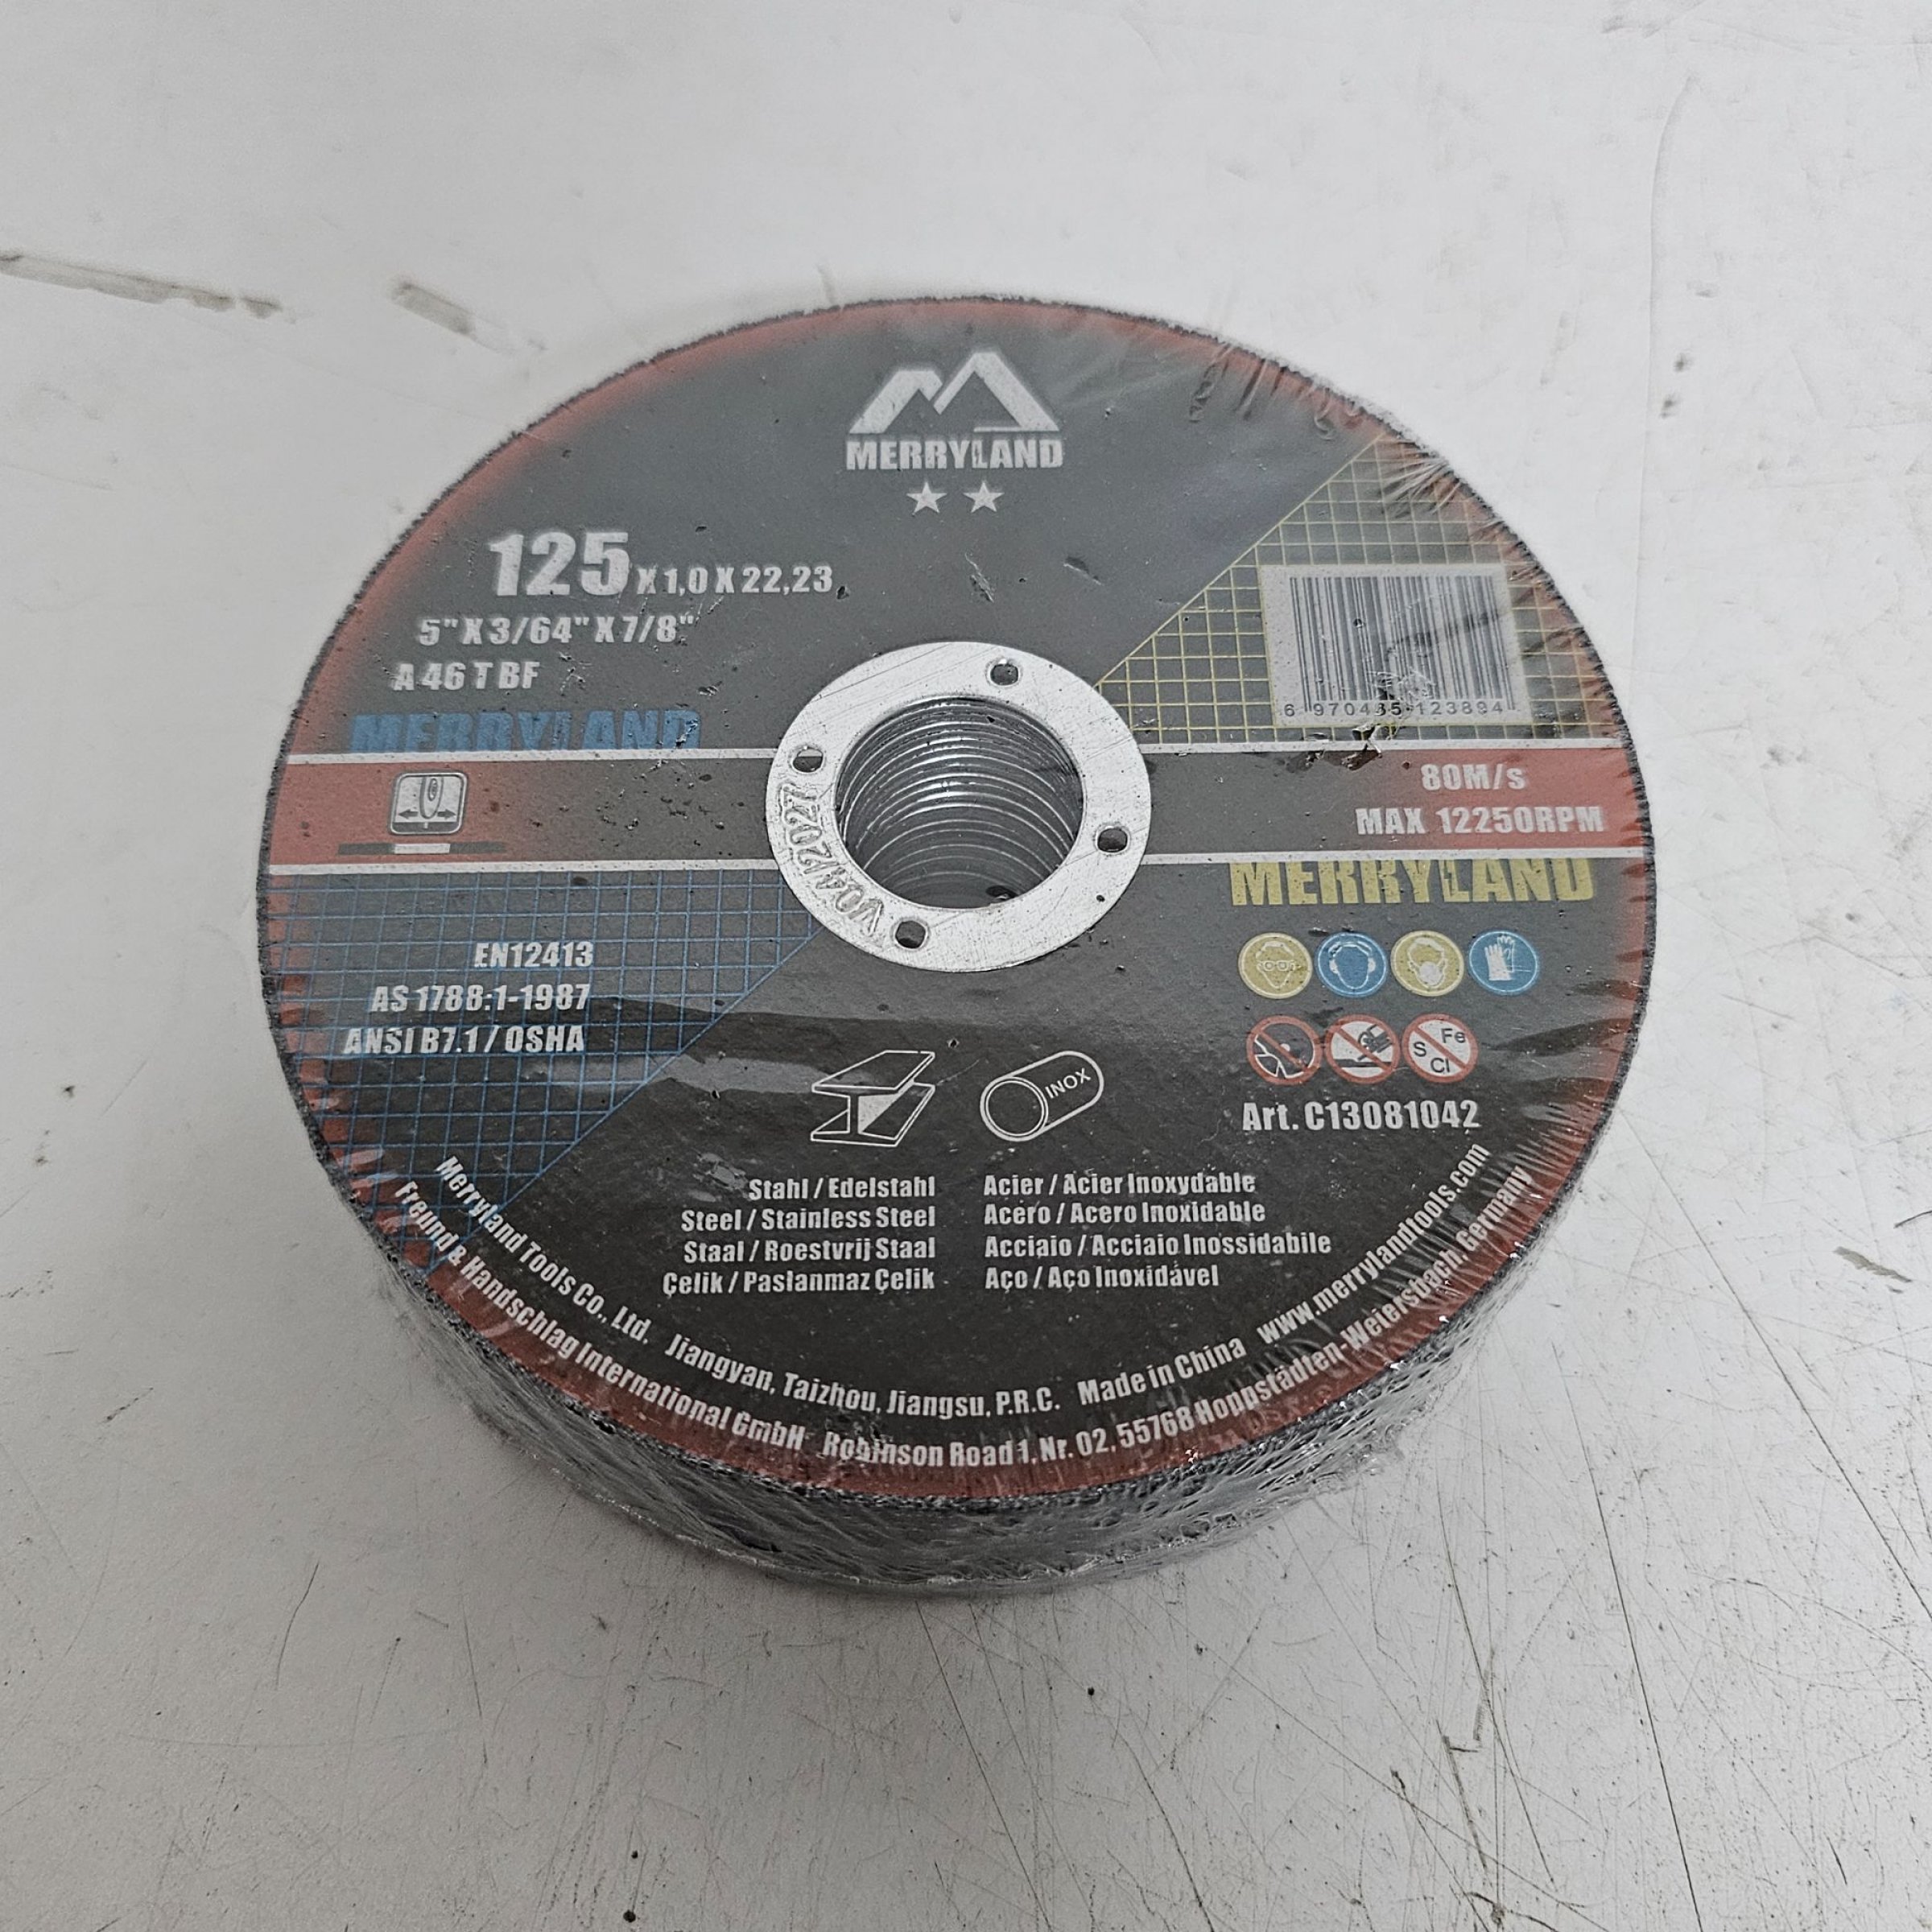 MERRYLAND
125 X 1,0 X 22,23
5" X 3/64" X 7/8"
A 46 T BF
MERRYLAND
6 970485 123894
80M/s
MAX 12250RPM
V04/2027
MERRYLAND
EN12413
AS 1788:1-1987
ANSI B7.1 / OSHA
S Fe
Cl
INOX
Art. C13081042
Stahl / Edelstahl
Steel / Stainless Steel
Staal / Roestvrij Staal
Çelik / Paslanmaz Çelik
Acier / Acier Inoxydable
Acero / Acero Inoxidable
Acciaio / Acciaio Inossidabile
Aço / Aço Inoxidável
Merryland Tools Co., Ltd. Jiangyan, Taizhou, Jiangsu, P.R.C. Made in China www.merrylandtools.com
Freund & Handschlag International GmbH Robinson Road 1, Nr. 02, 55768 Hoppstädten-Weiersbach, Germany